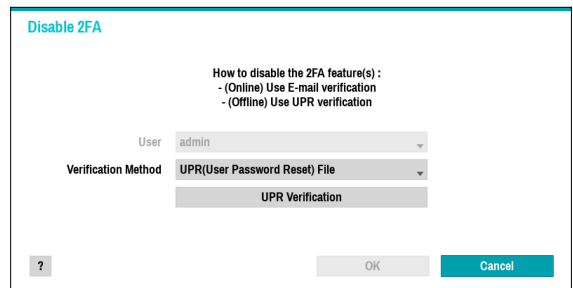 Disable 2FA
How to disable the 2FA feature(s) :
- (Online) Use E-mail verification
- (Offline) Use UPR verification
User admin
Verification Method UPR(User Password Reset) File
UPR Verification
? OK Cancel